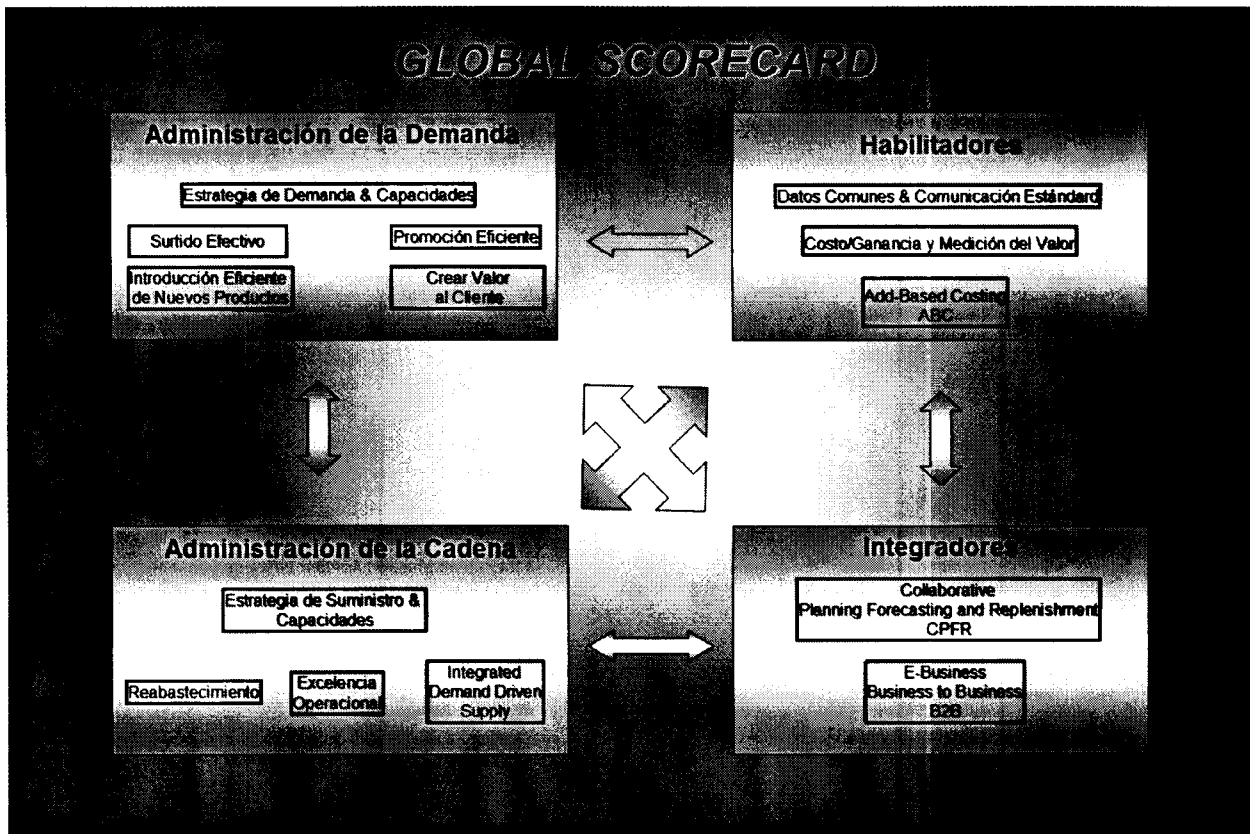 GLOBAL SCORECARD
Administración de la Demanda
Estrategia de Demanda & Capacidades
Surtido Efectivo
Promoción Eficiente
Introducción Eficiente
de Nuevos Productos
Crear Valor
al Cliente
Habilitadores
Datos Comunes & Comunicación Estándard
Costo/Ganancia y Medición del Valor
Add-Based Costing
ABC
Administración de la Cadena
Estrategia de Suministro &
Capacidades
Reabastecimiento
Excelencia
Operacional
Integrated
Demand Driven
Supply
Integradores
Collaborative
Planning Forecasting and Replenishment
CPFR
E-Business
Business to Business
B2B